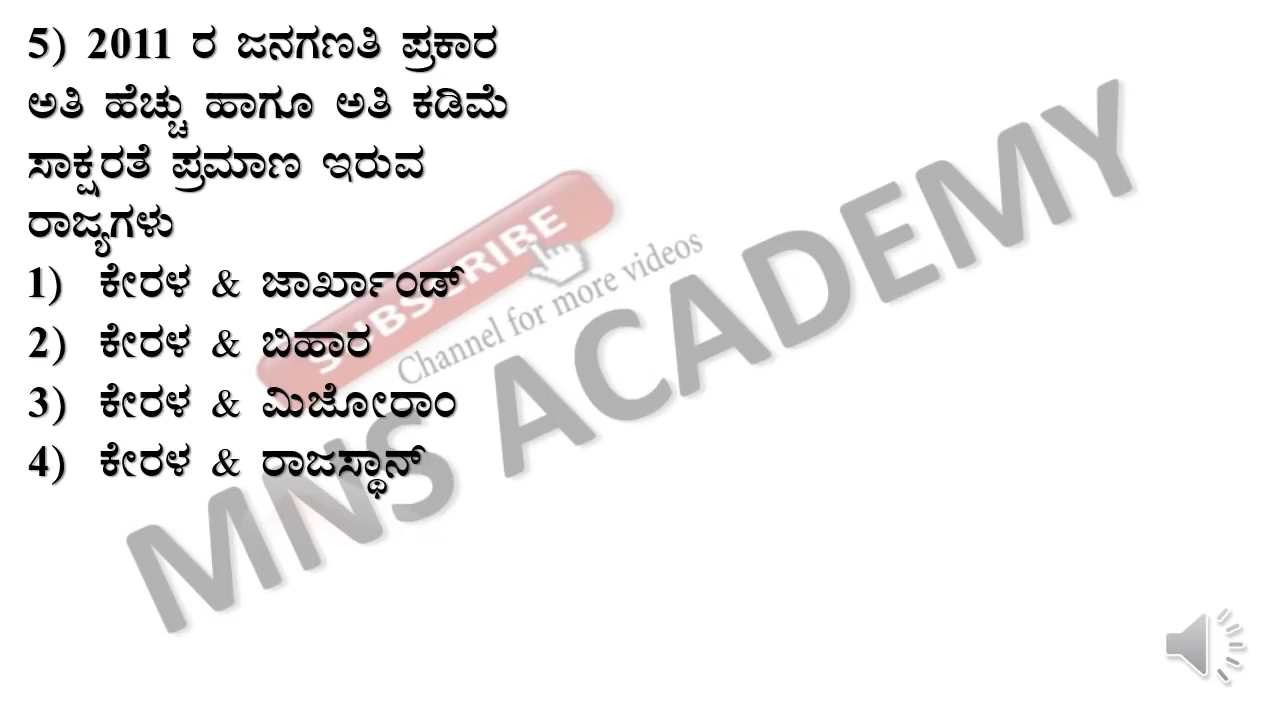 5) 2011 ರ ಜನಗಣತಿ ಪ್ರಕಾರ
ಅತಿ ಹೆಚ್ಚು ಹಾಗೂ ಅತಿ ಕಡಿಮೆ
ಸಾಕ್ಷರತೆ ಪ್ರಮಾಣ ಇರುವ
ರಾಜ್ಯಗಳು
1) ಕೇರಳ & ಜಾರ್ಖಾಂಡ್
2) ಕೇರಳ & ಬಿಹಾರ
3) ಕೇರಳ & ಮಿಜೋರಾಂ
4) ಕೇರಳ & ರಾಜಸ್ಥಾನ್
SUBSCRIBE
Channel for more videos
MNS ACADEMY